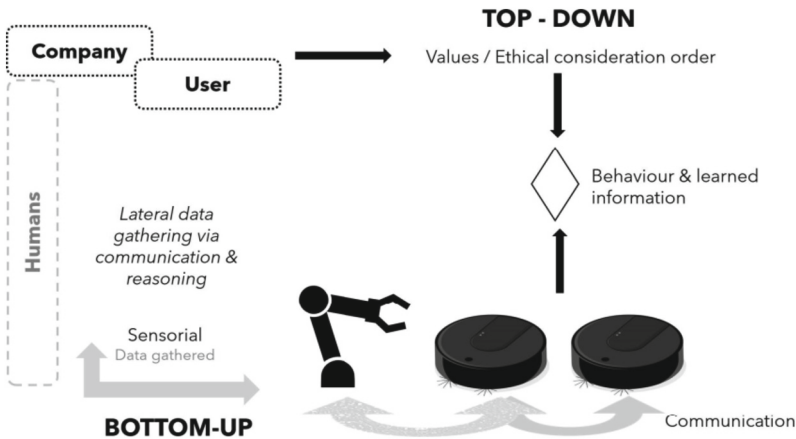 TOP - DOWN
Company
User
Values / Ethical consideration order
Behaviour & learned
information
Humans
Lateral data
gathering via
communication &
reasoning
Sensorial
Data gathered
BOTTOM-UP
Communication